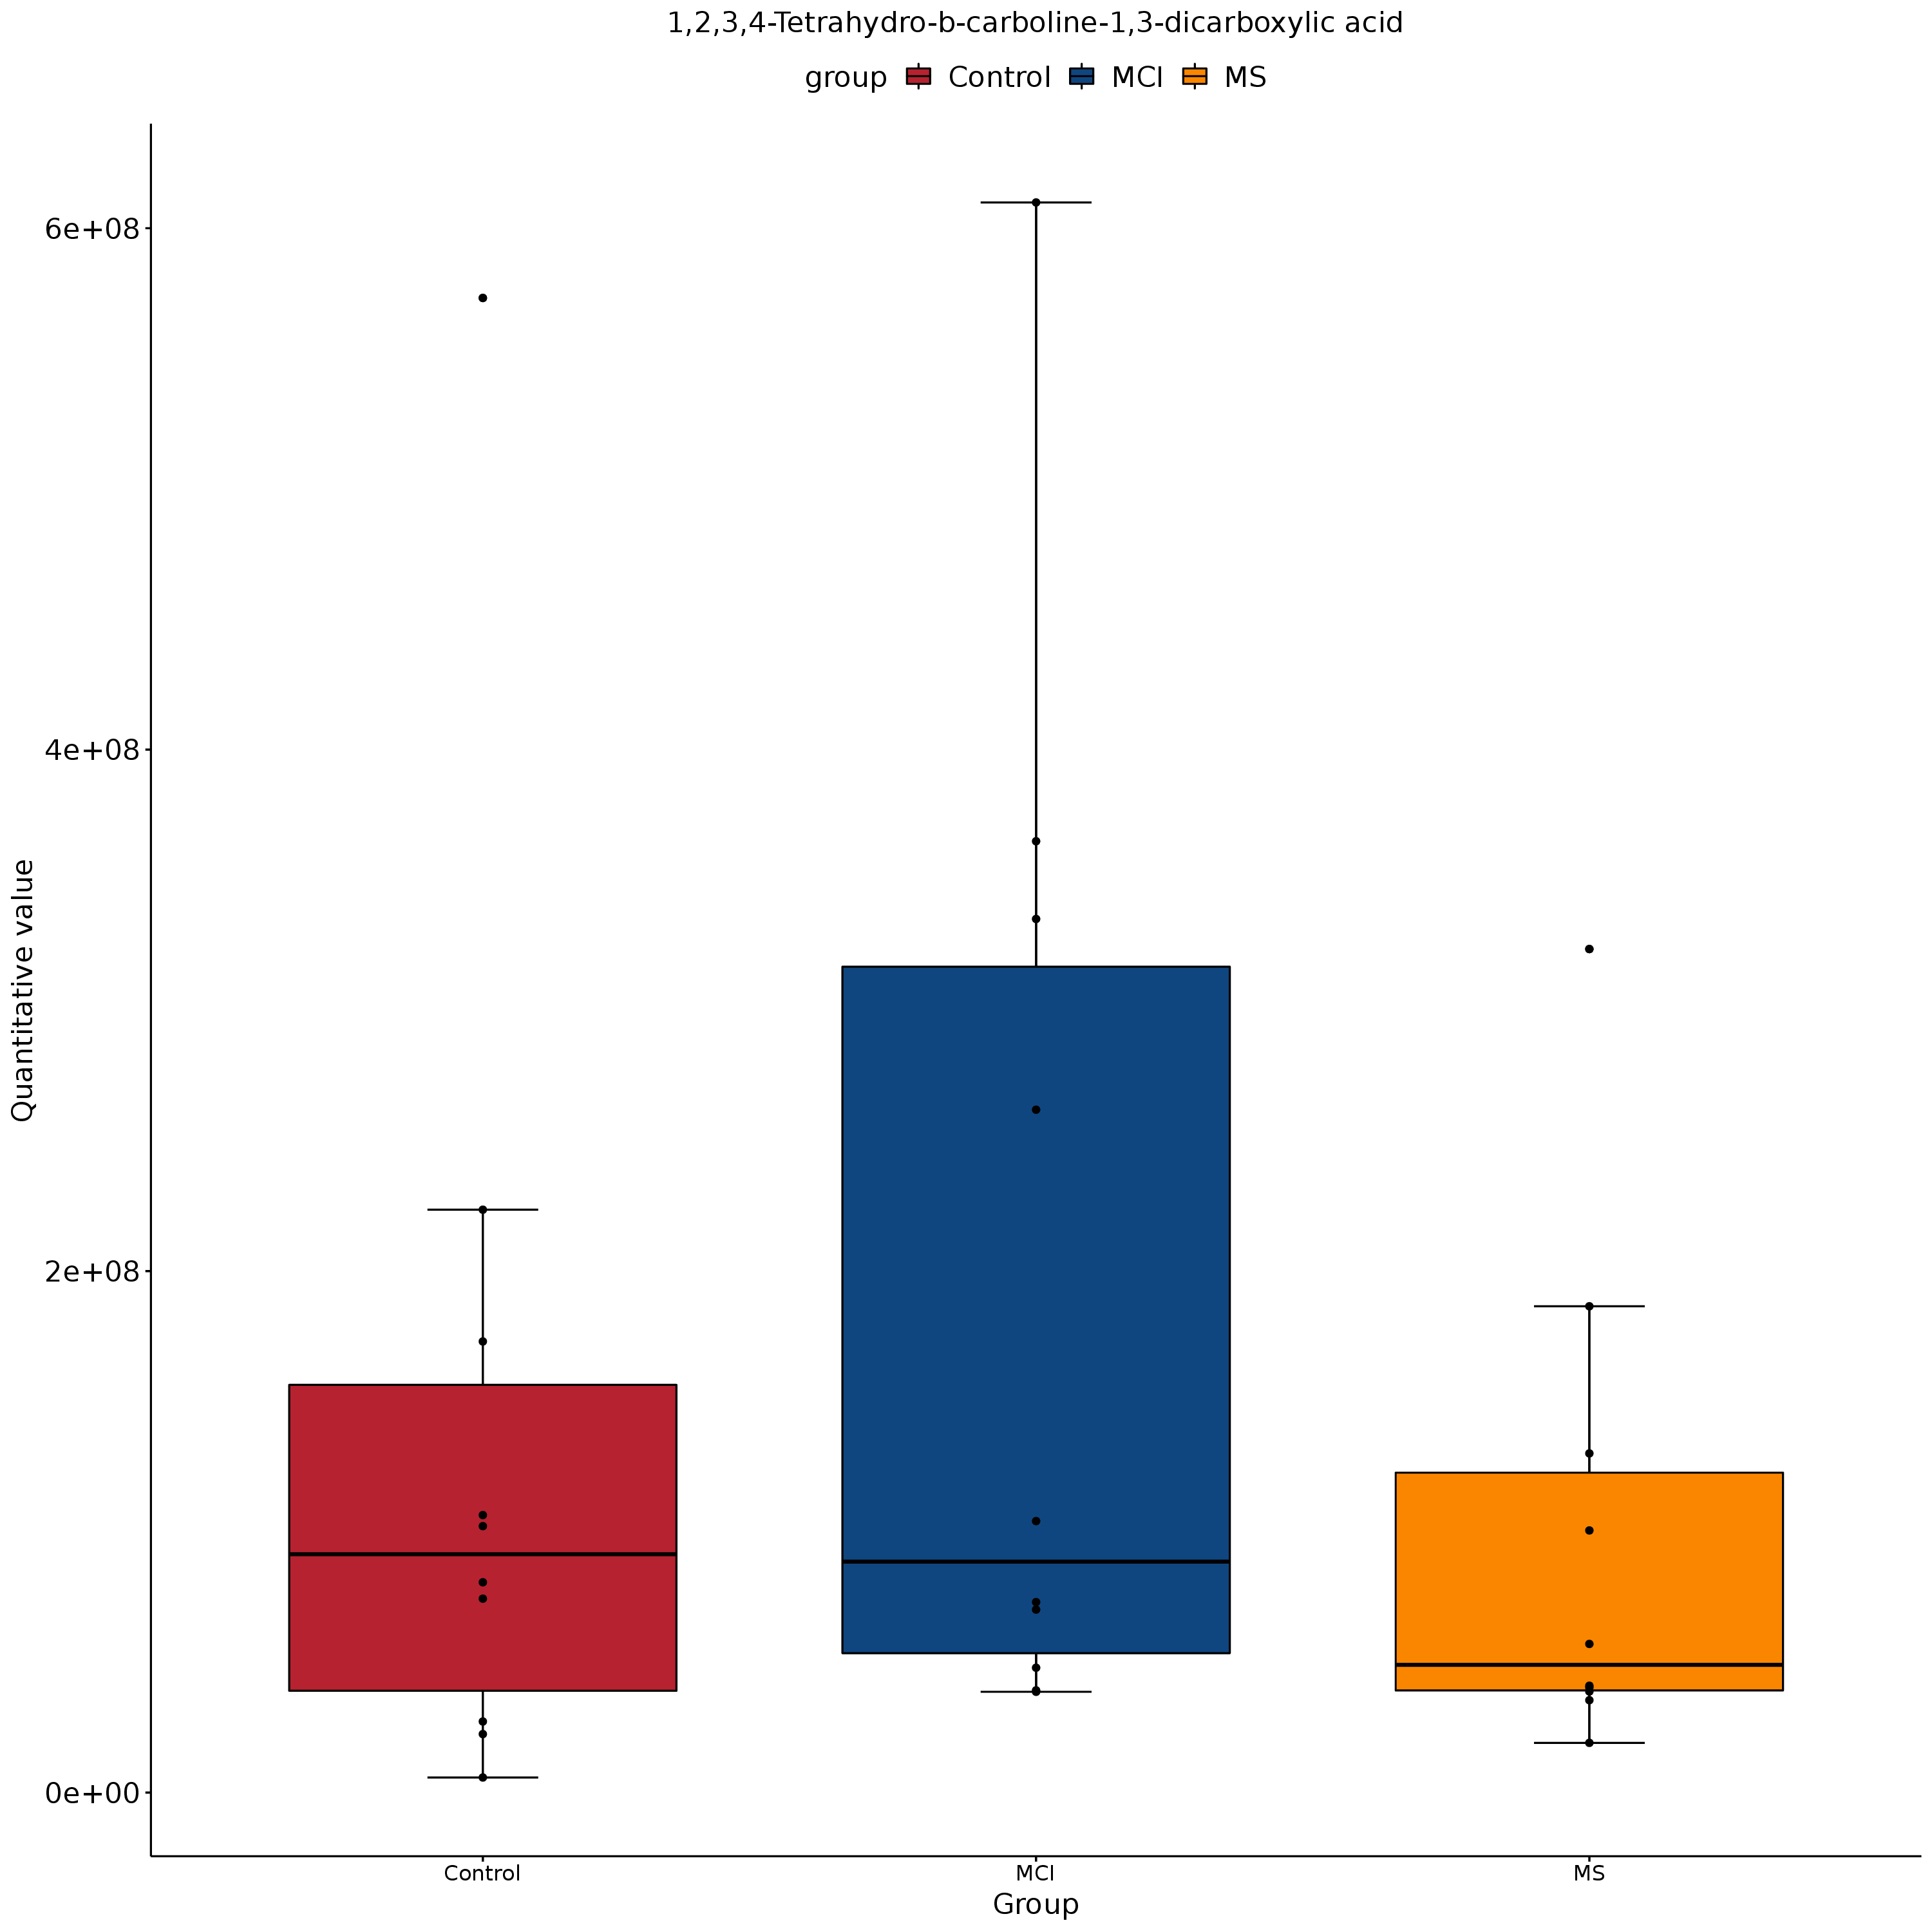 1,2,3,4-Tetrahydro-b-carboline-1,3-dicarboxylic acid
group Control MCI MS
6e+08
4e+08
2e+08
0e+00
Quantitative value
Control MCI MS
Group